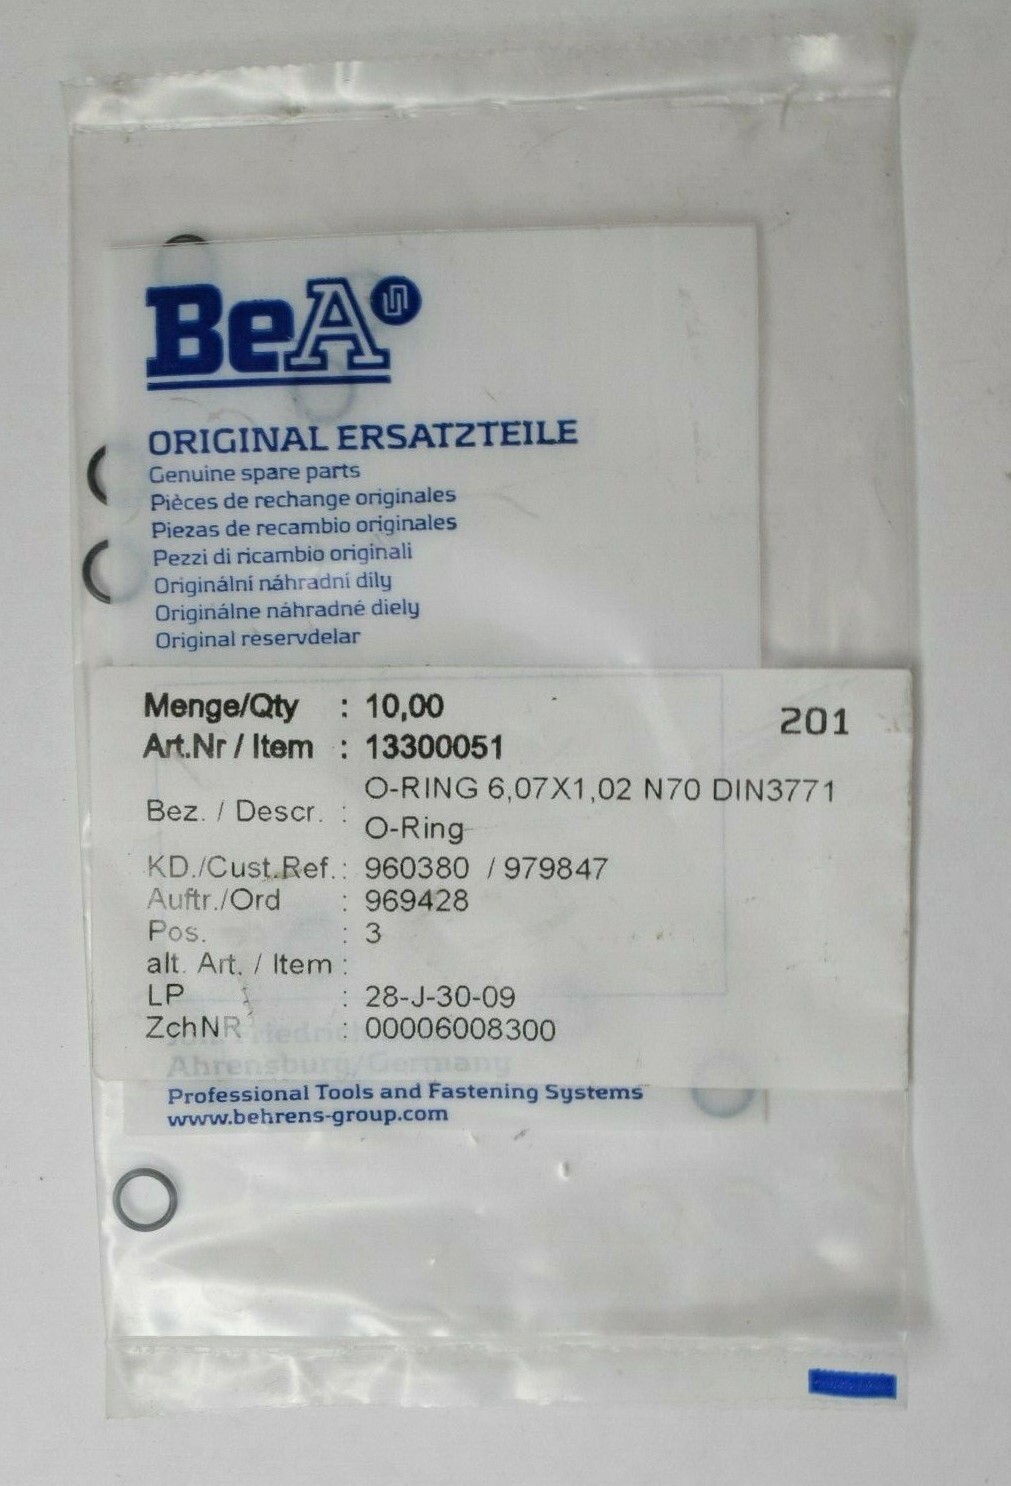 BeA
ORIGINAL ERSATZTEILE
Genuine spare parts
Pièces de rechange originales
Piezas de recambio originales
Pezzi di ricambio originali
Originální náhradní díly
Originálne náhradné diely
Original reservdelar
Menge/Qty : 10,00
201
Art.Nr / Item : 13300051
Bez. / Descr. : O-RING 6,07X1,02 N70 DIN3771
O-Ring
KD./Cust.Ref.: 960380 / 979847
Auftr./Ord : 969428
Pos. : 3
alt. Art. / Item :
LP : 28-J-30-09
ZchNR : 00006008300
Ahrensburg/Germany
Professional Tools and Fastening Systems
www.behrens-group.com